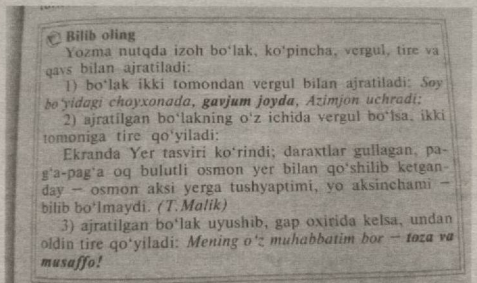 Bilib oling
Yozma nutqda izoh bo‘lak, ko‘pincha, vergul, tire va
qavs bilan ajratiladi:
1) bo‘lak ikki tomondan vergul bilan ajratiladi: Soy
bo‘yidagi choyxonada, gavjum joyda, Azimjon uchradi;
2) ajratilgan bo‘lakning o‘z ichida vergul bo‘lsa, ikki
tomoniga tire qo‘yiladi:
Ekranda Yer tasviri ko‘rindi; daraxtlar gullagan, pa-
g‘a-pag‘a oq bulutli osmon yer bilan qo‘shilib ketgan-
day — osmon aksi yerga tushyaptimi, yo aksinchami —
bilib bo‘lmaydi. (T.Malik)
3) ajratilgan bo‘lak uyushib, gap oxirida kelsa, undan
oldin tire qo‘yiladi: Mening o‘z muhabbatim bor — toza va
musaffo!